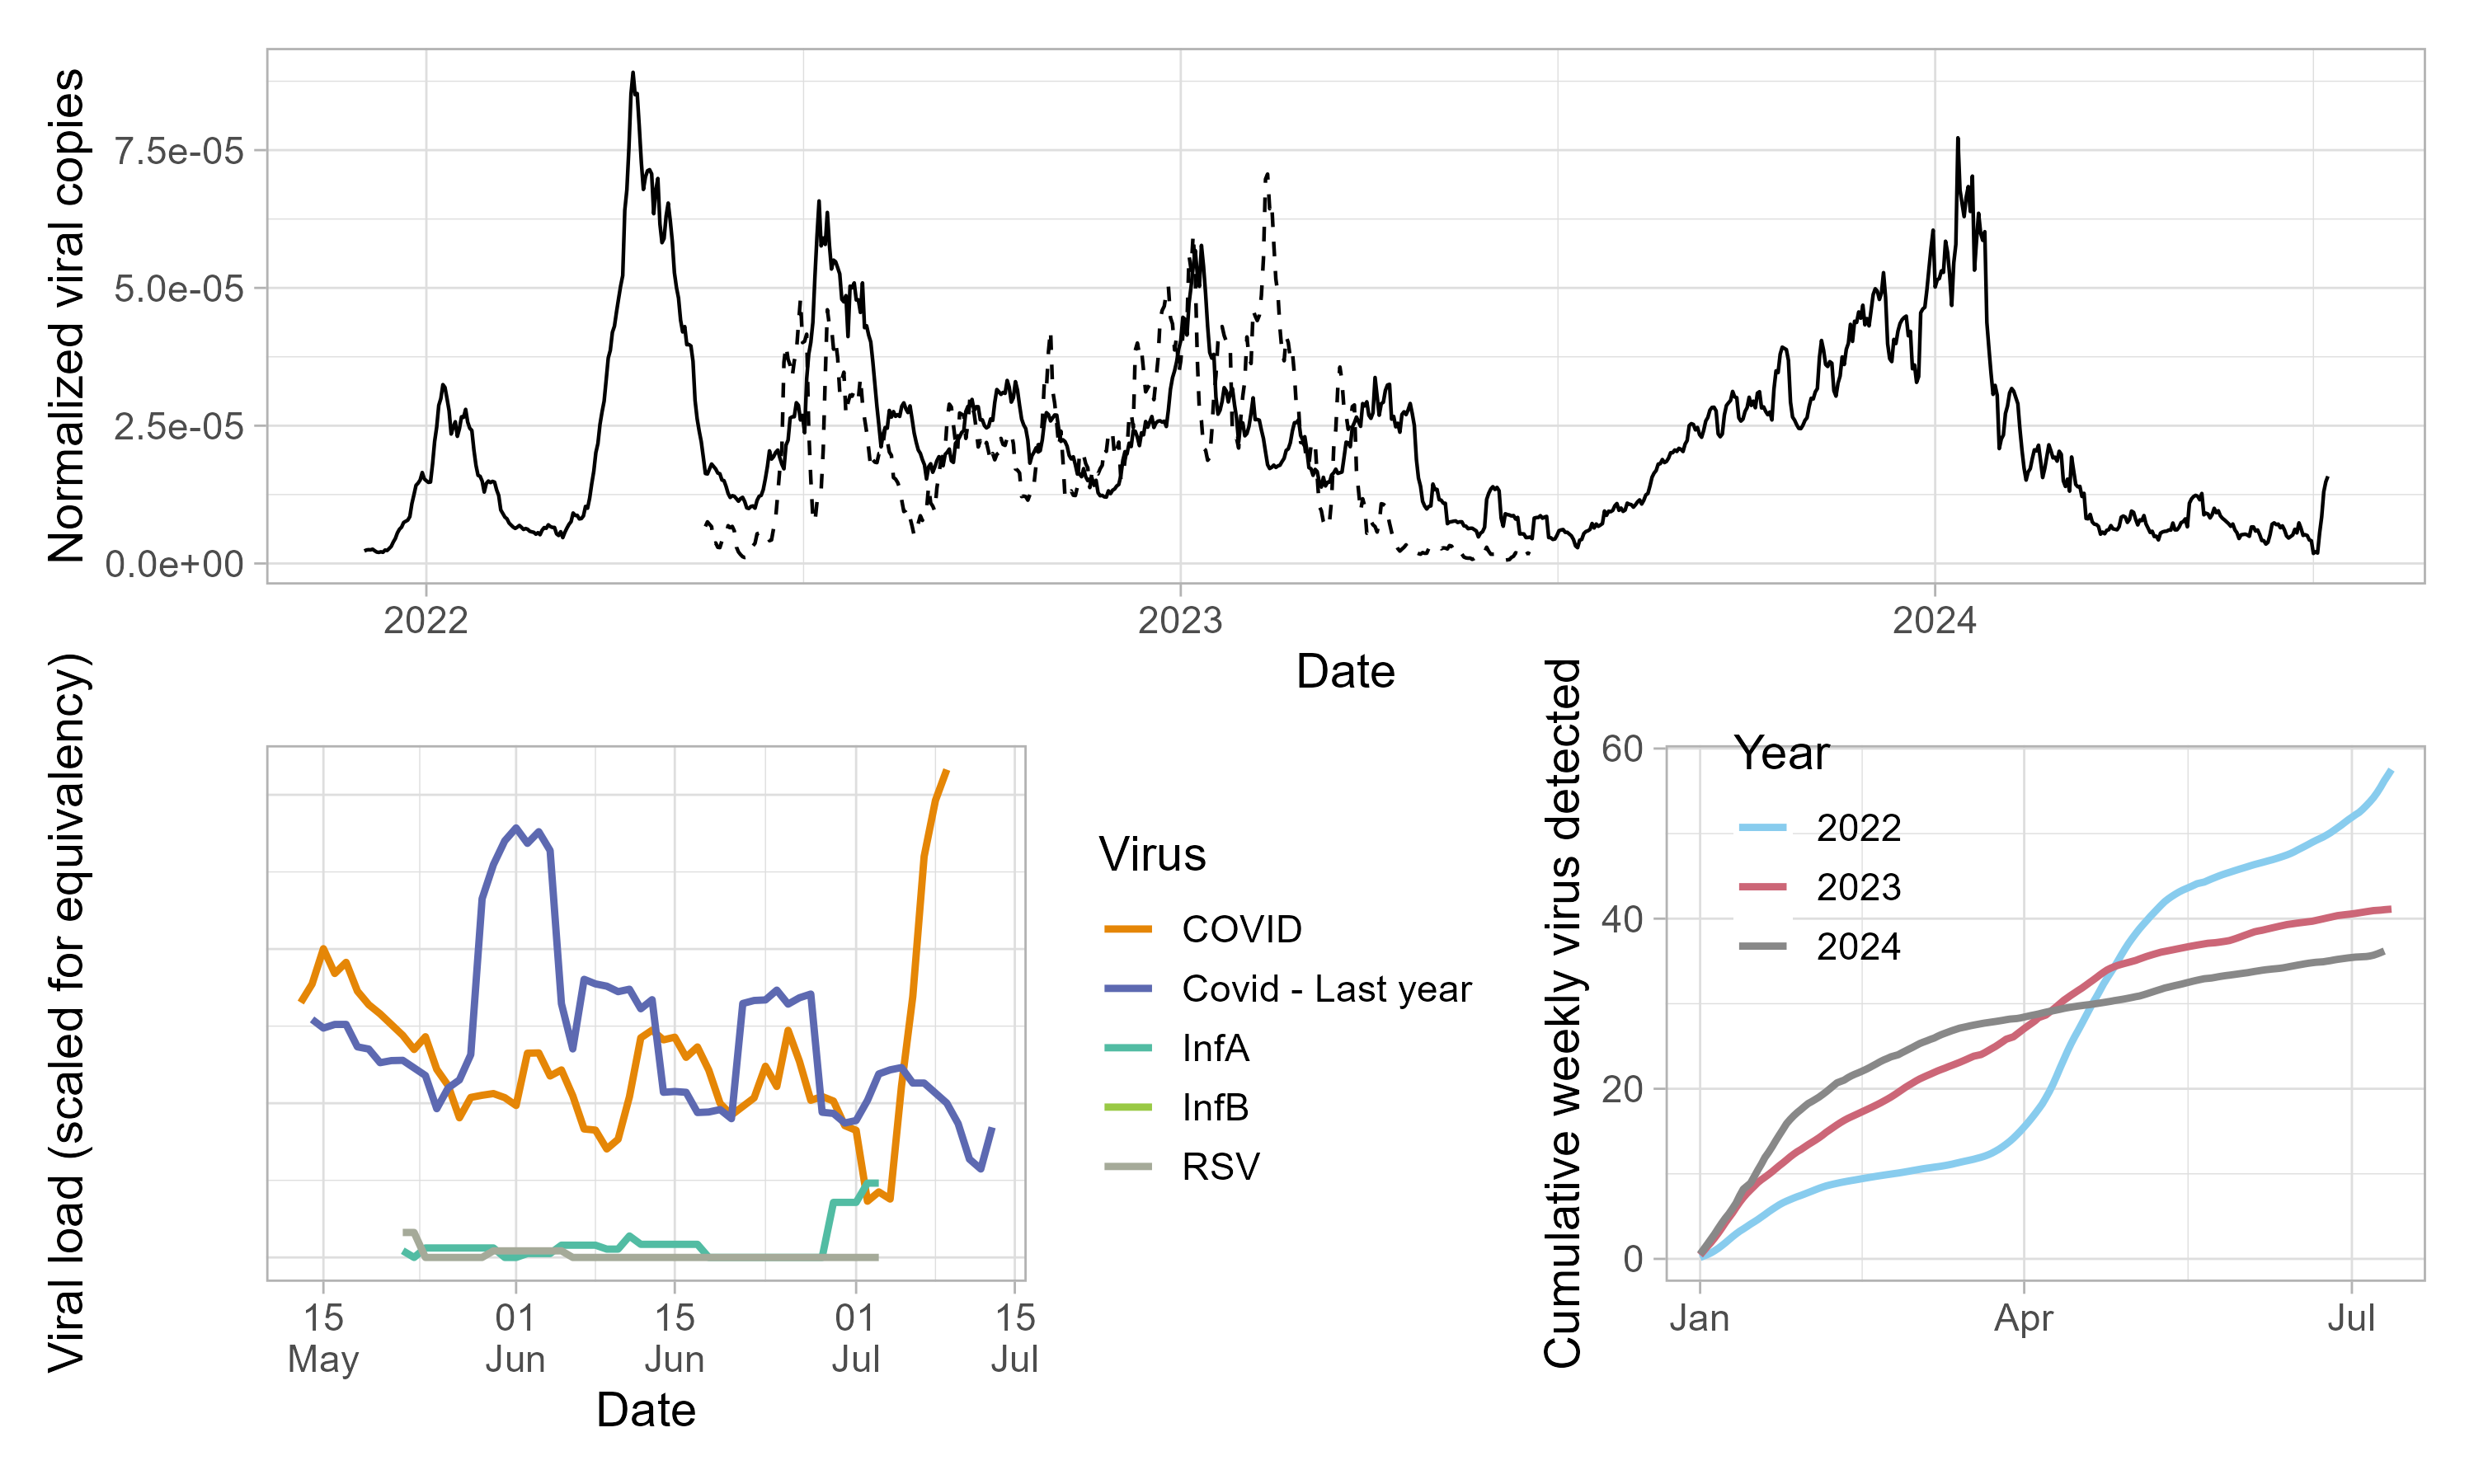 Normalized viral copies
7.5e-05
5.0e-05
2.5e-05
0.0e+00
2022
2023
2024
Date
Viral load (scaled for equivalency)
15
May
01
Jun
15
Jun
01
Jul
15
Jul
Date
Virus
COVID
Covid - Last year
InfA
InfB
RSV
Cumulative weekly virus detected
60
40
20
0
Year
2022
2023
2024
Jan
Apr
Jul